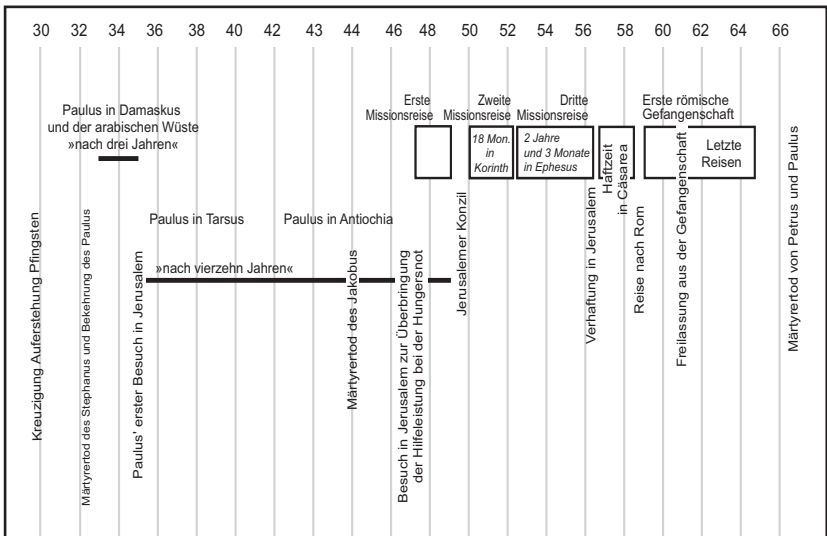 30 32 34 36 38 40 42 44 46 48 50 52 54 56 58 60 62 64 66
Paulus in Damaskus
und der arabischen Wüste
»nach drei Jahren«
Erste
Missionsreise
Zweite
Missionsreise
Dritte
Missionsreise
Erste römische
Gefangenschaft
18 Mon.
in
Korinth
2 Jahre
und 3 Monate
in Ephesus
Haftzeit
in Cäsarea
Letzte
Reisen
Paulus in Tarsus
Paulus in Antiochia
»nach vierzehn Jahren«
Kreuzigung Auferstehung Pfingsten
Märtyrertod des Stephanus und Bekehrung des Paulus
Paulus' erster Besuch in Jerusalem
Märtyrertod des Jakobus
Besuch in Jerusalem zur Überbringung
der Hilfeleistung bei der Hungersnot
Jerusalemer Konzil
Verhaftung in Jerusalem
Reise nach Rom
Freilassung aus der Gefangenschaft
Märtyrertod von Petrus und Paulus